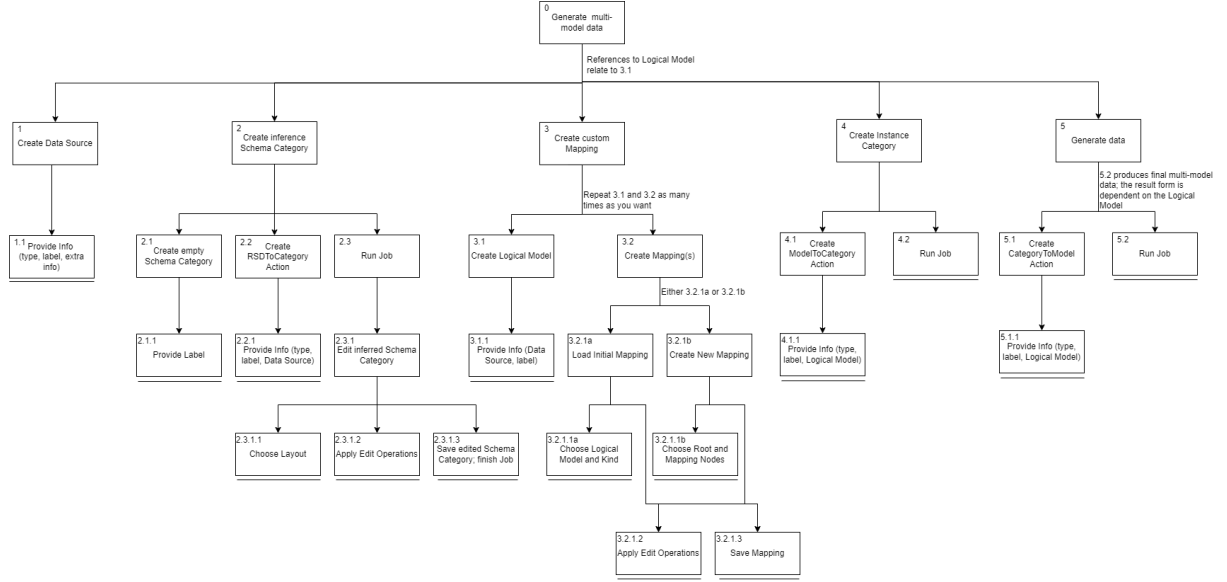 0
Generate multi-
model data
References to Logical Model
relate to 3.1
1
Create Data Source
2
Create inference
Schema Category
3
Create custom
Mapping
4
Create Instance
Category
5
Generate data
Repeat 3.1 and 3.2 as many
times as you want
5.2 produces final multi-model
data; the result form is
dependent on the Logical
Model
1.1
Provide Info
(type, label, extra
info)
2.1
Create empty
Schema Category
2.2
Create
RSDToCategory
Action
2.3
Run Job
3.1
Create Logical Model
3.2
Create Mapping(s)
4.1
Create
ModelToCategory
Action
4.2
Run Job
5.1
Create
CategoryToModel
Action
5.2
Run Job
Either 3.2.1a or 3.2.1b
2.1.1
Provide Label
2.2.1
Provide Info (type,
label, Data Source)
2.3.1
Edit inferred Schema
Category
3.1.1
Provide Info (Data
Source, label)
3.2.1a
Load Initial Mapping
3.2.1b
Create New Mapping
4.1.1
Provide Info (type,
label, Logical Model)
5.1.1
Provide Info (type,
label, Logical Model)
2.3.1.1
Choose Layout
2.3.1.2
Apply Edit Operations
2.3.1.3
Save edited Schema
Category; finish Job
3.2.1.1a
Choose Logical
Model and Kind
3.2.1.1b
Choose Root and
Mapping Nodes
3.2.1.2
Apply Edit Operations
3.2.1.3
Save Mapping